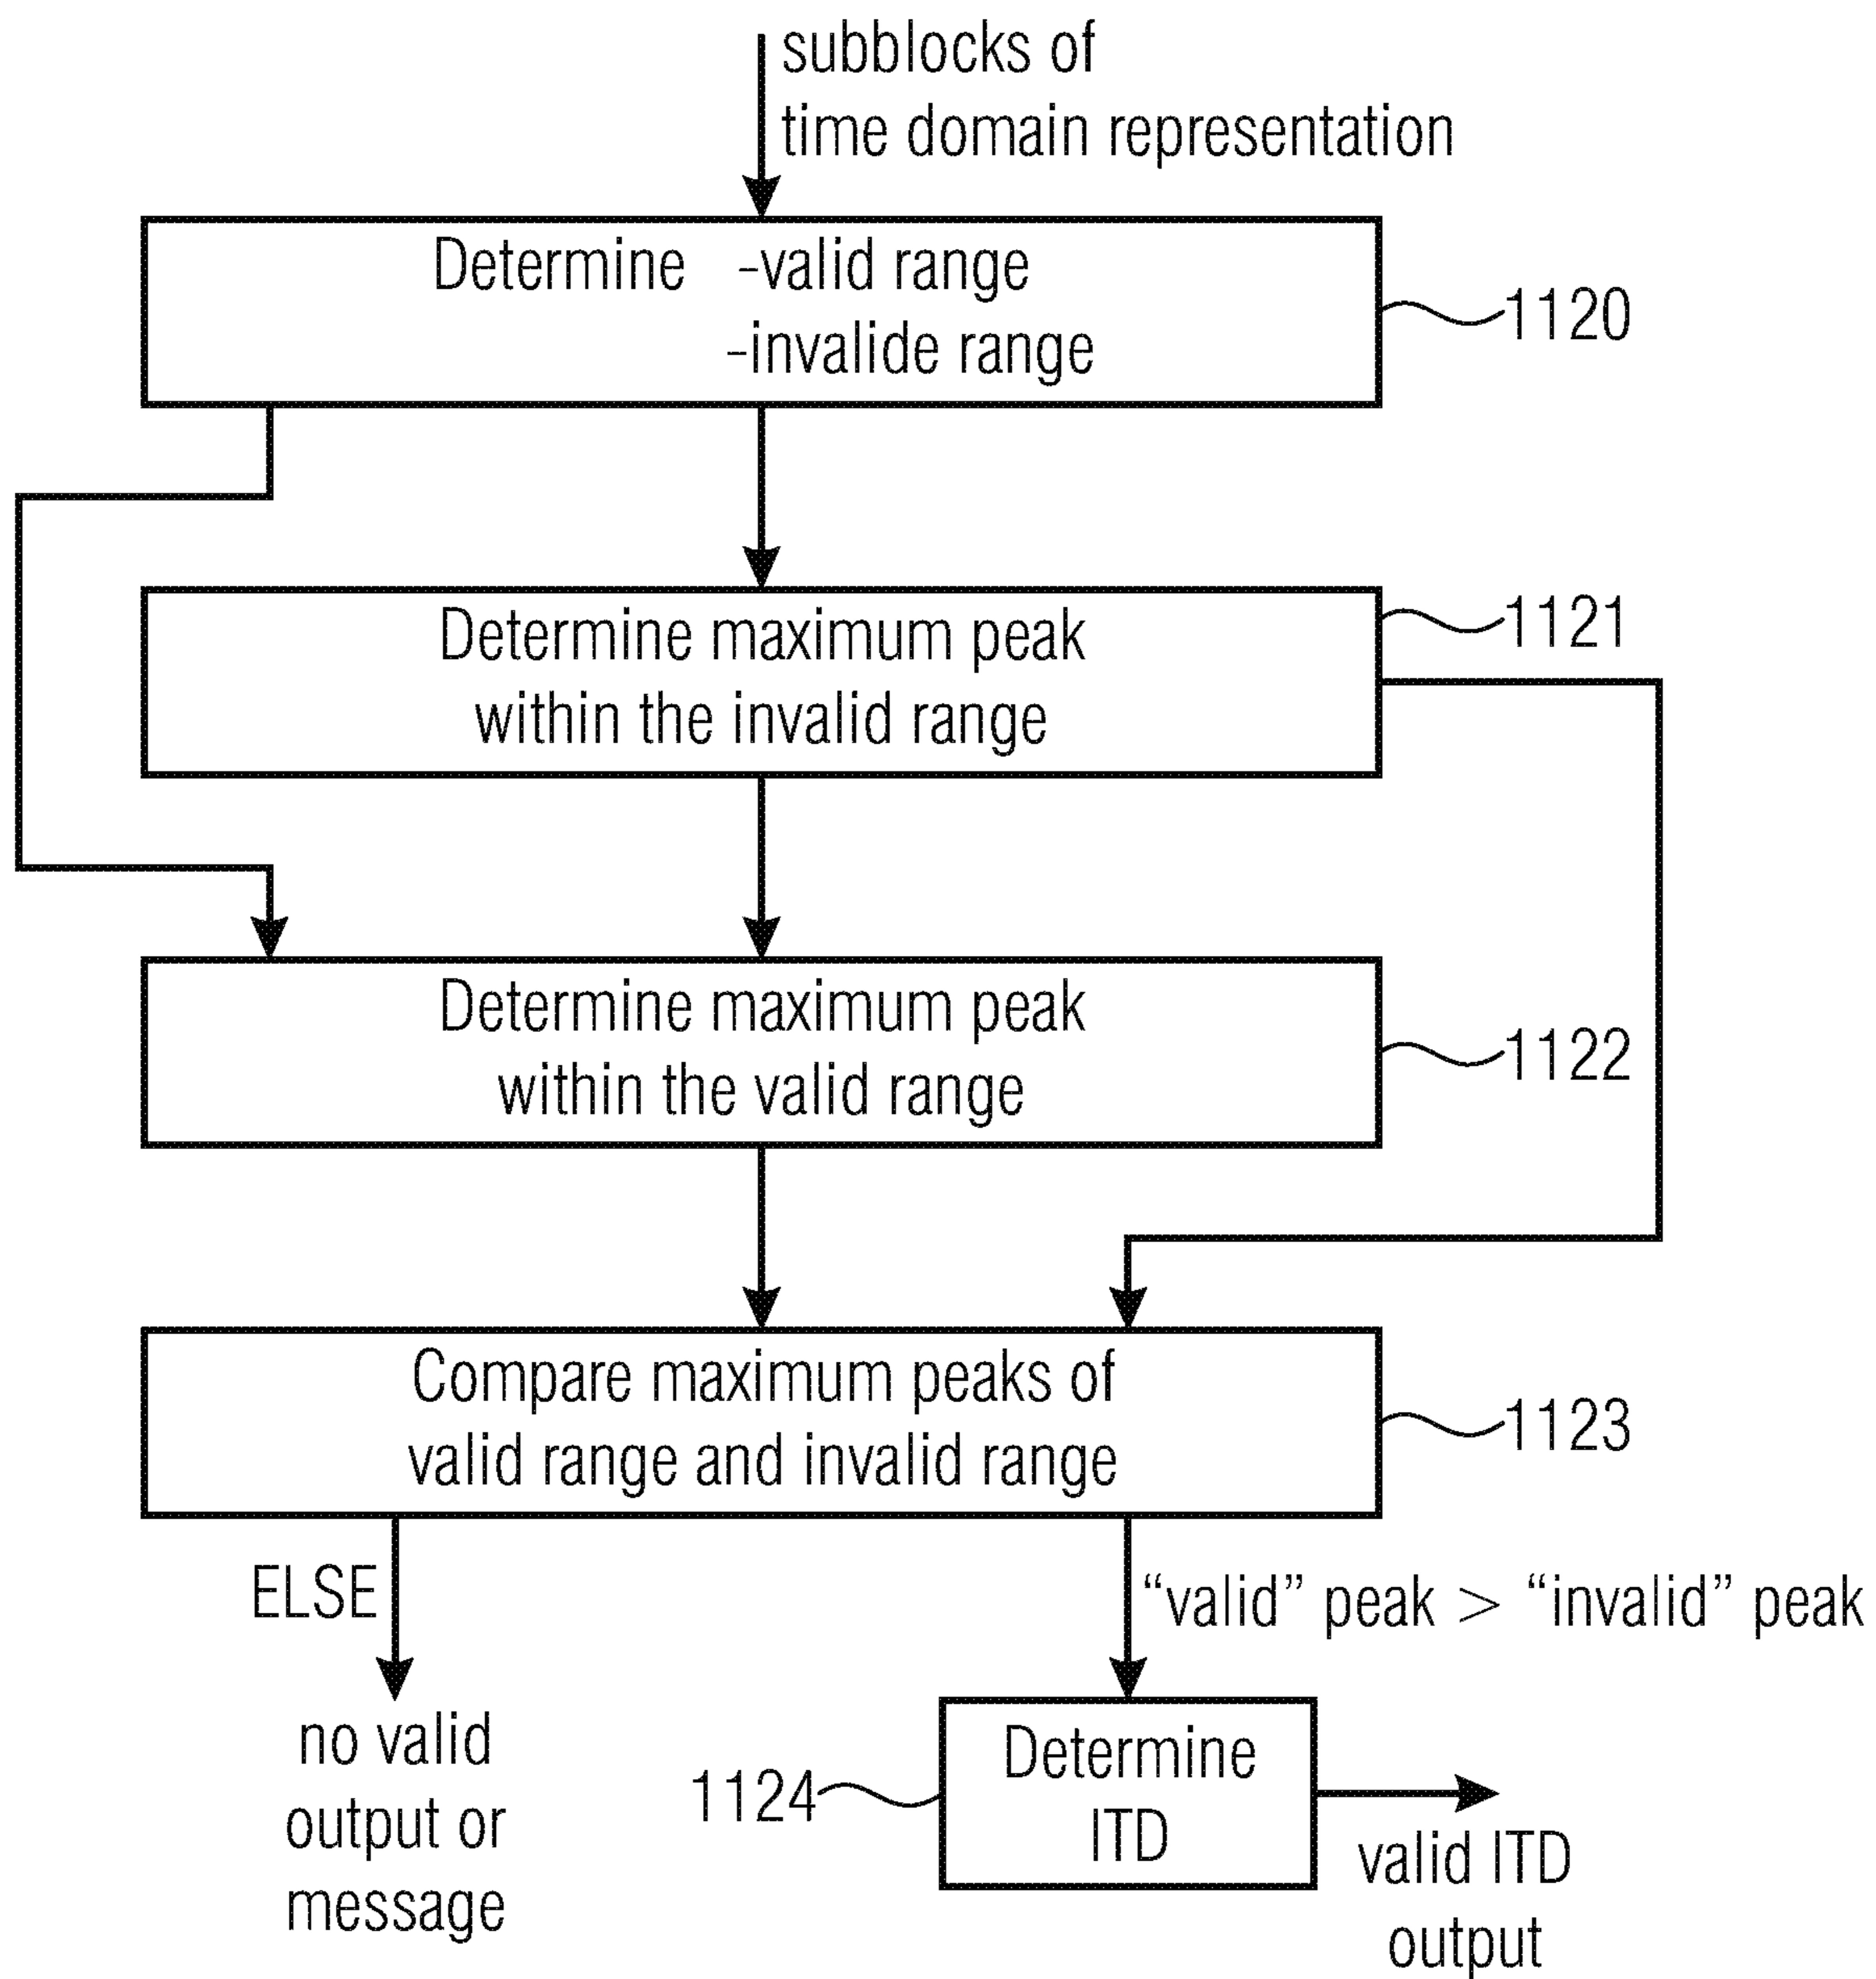 subblocks of
time domain representation
Determine -valid range
-invalide range
1120
Determine maximum peak
within the invalid range
1121
Determine maximum peak
within the valid range
1122
Compare maximum peaks of
valid range and invalid range
1123
ELSE
“valid” peak > “invalid” peak
no valid
output or
message
1124
Determine
ITD
valid ITD
output